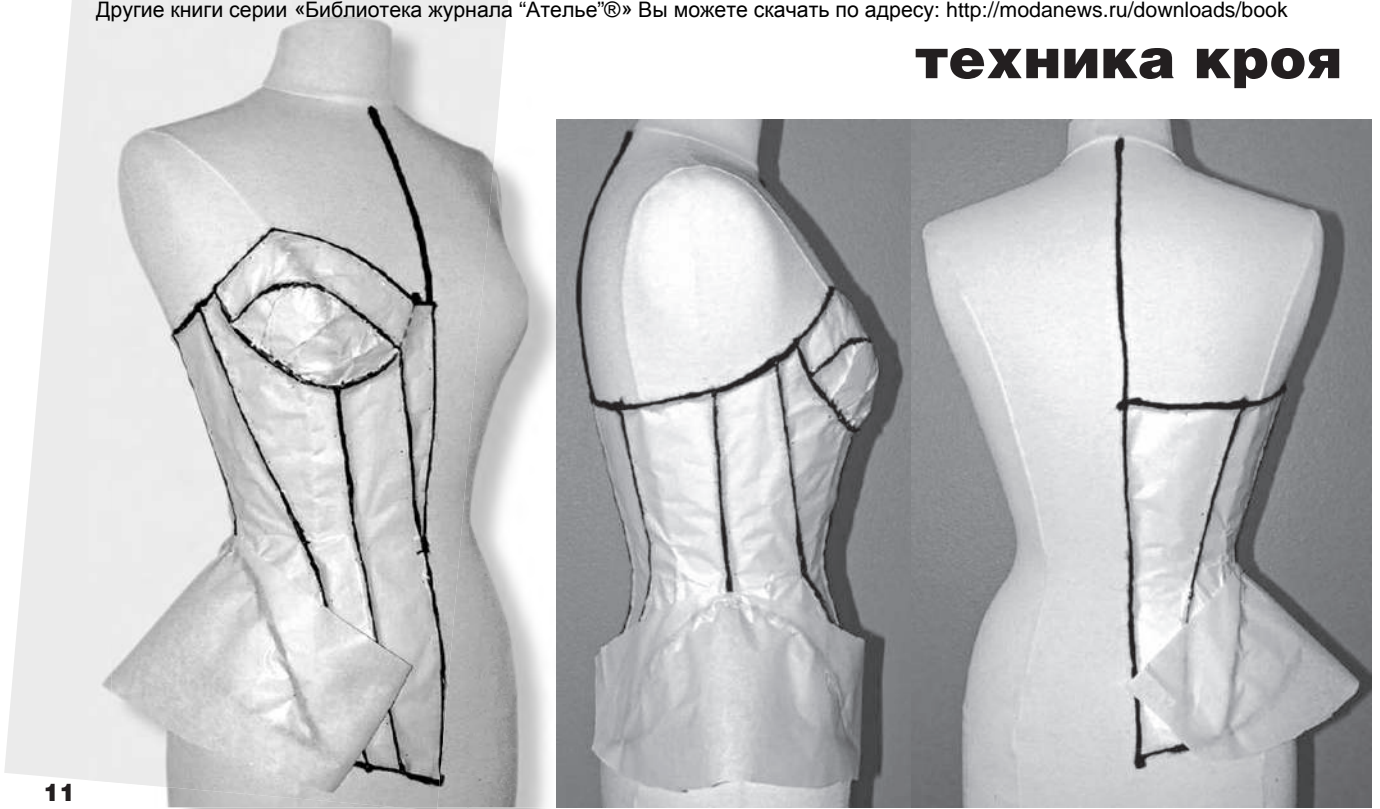 Другие книги серии «Библиотека журнала “Ателье”®» Вы можете скачать по адресу: http://modanews.ru/downloads/book
техника кроя
11